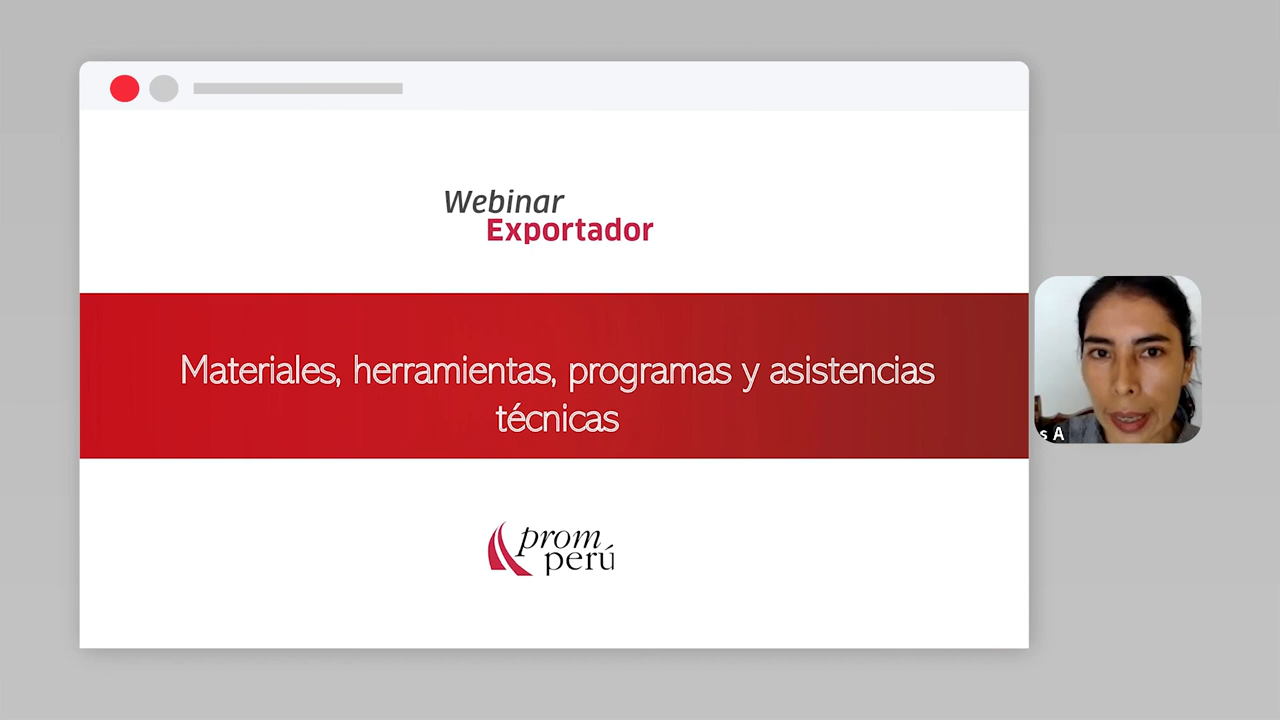 Webinar
Exportador
Materiales, herramientas, programas y asistencias
técnicas
prom
perú
s A